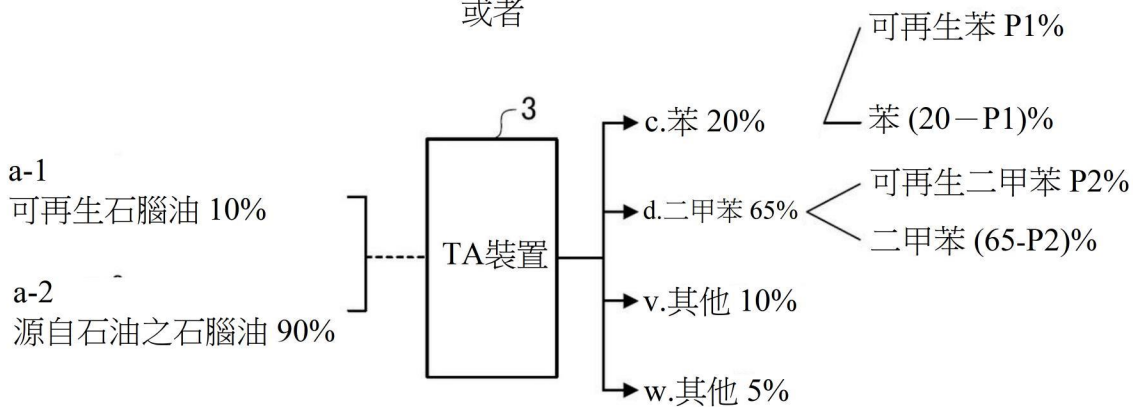 或者
可再生苯 P1%
3
c.苯 20%
苯 (20－P1)%
a-1
可再生石腦油 10%
可再生二甲苯 P2%
d.二甲苯 65%
二甲苯 (65-P2)%
TA裝置
a-2
源自石油之石腦油 90%
v.其他 10%
w.其他 5%